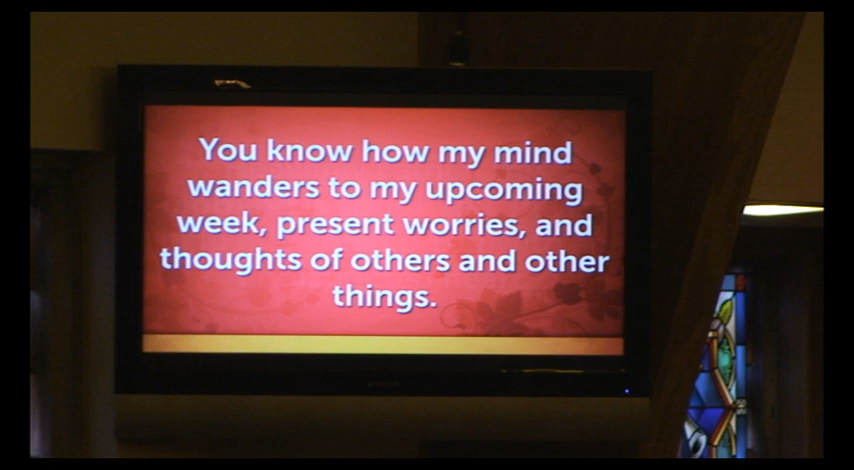 You know how my mind
wanders to my upcoming
week, present worries, and
thoughts of others and other
things.